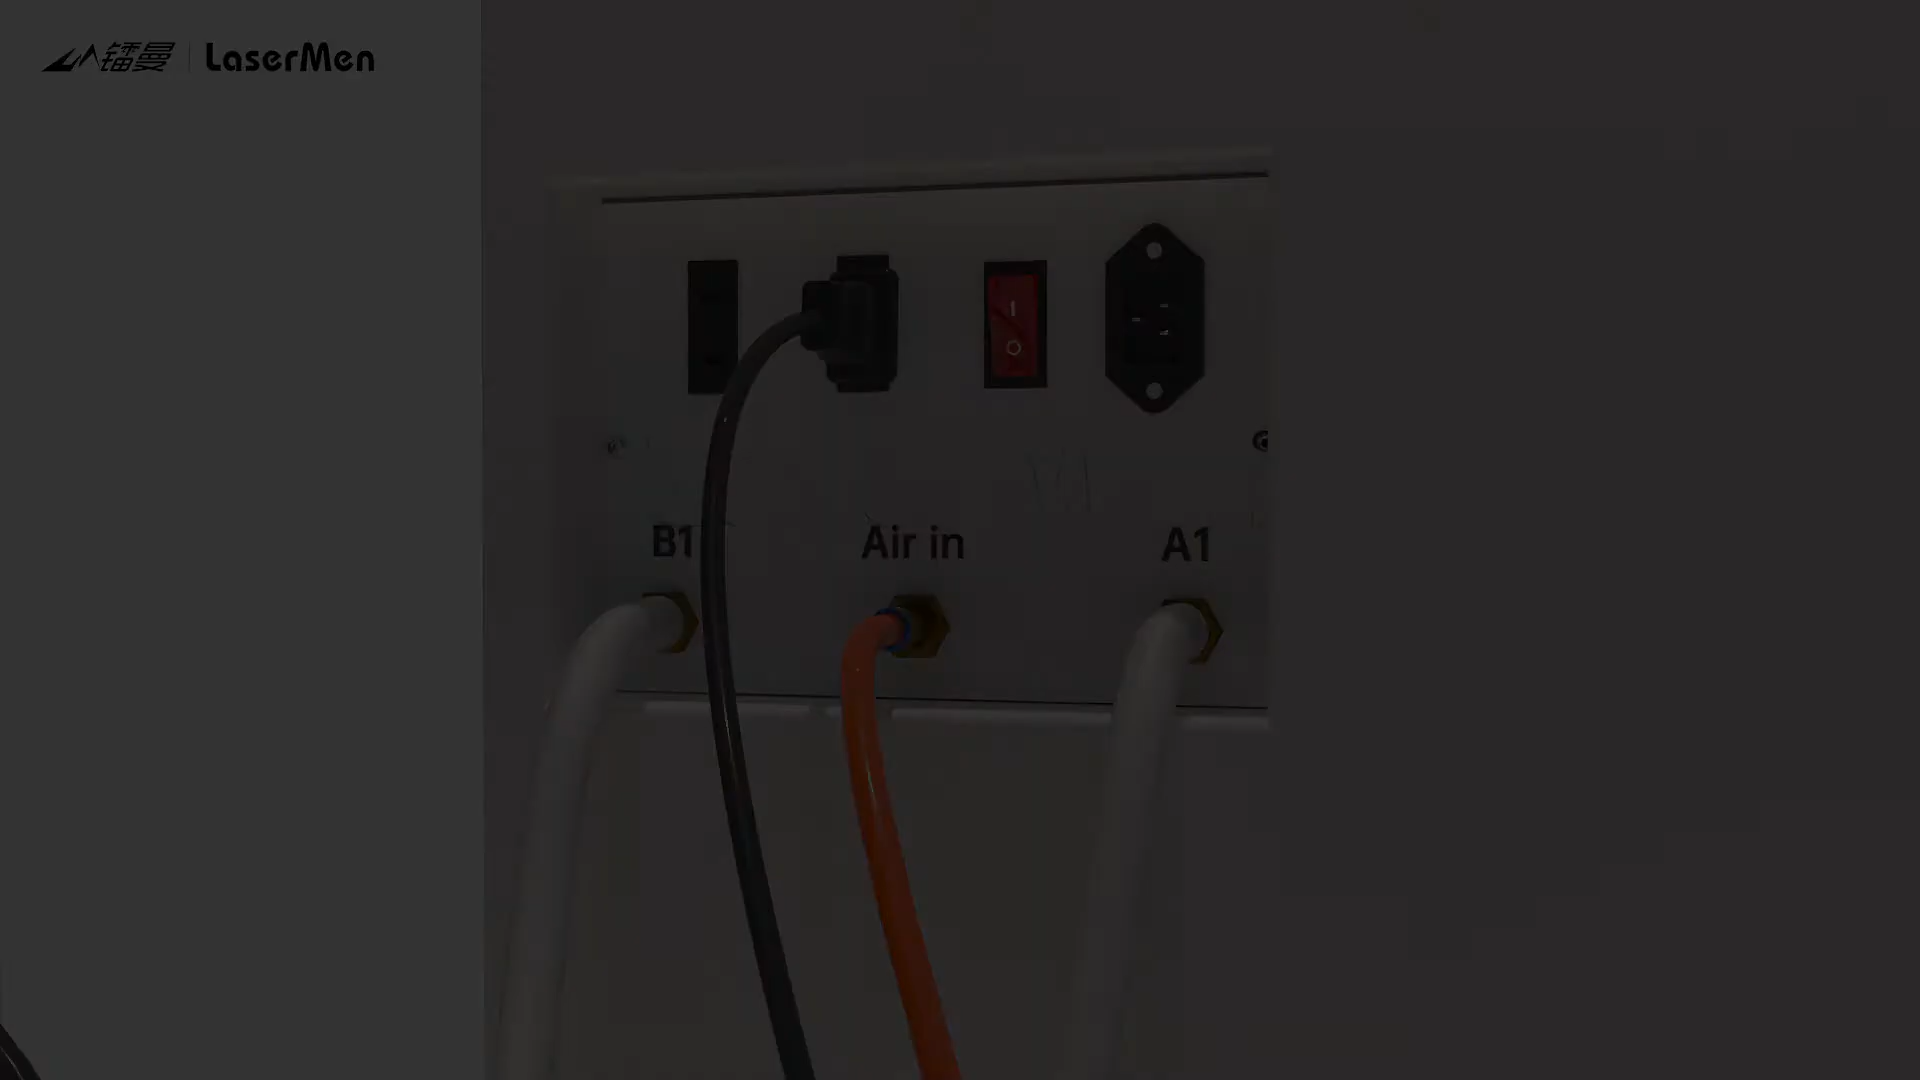 镭曼 LaserMen
B1
Air in
A1